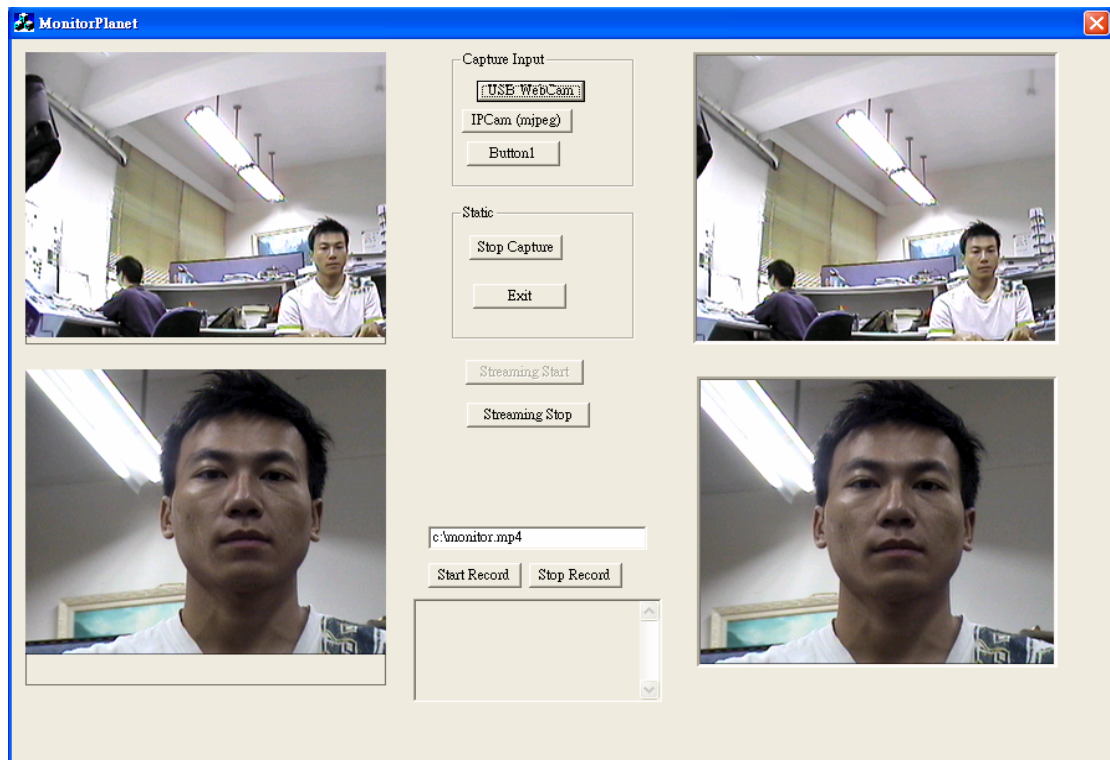 MonitorPlanet
Capture Input
USB WebCam
IPCam (mjpeg)
Button1
Static
Stop Capture
Exit
Streaming Start
Streaming Stop
c:\monitor.mp4
Start Record
Stop Record